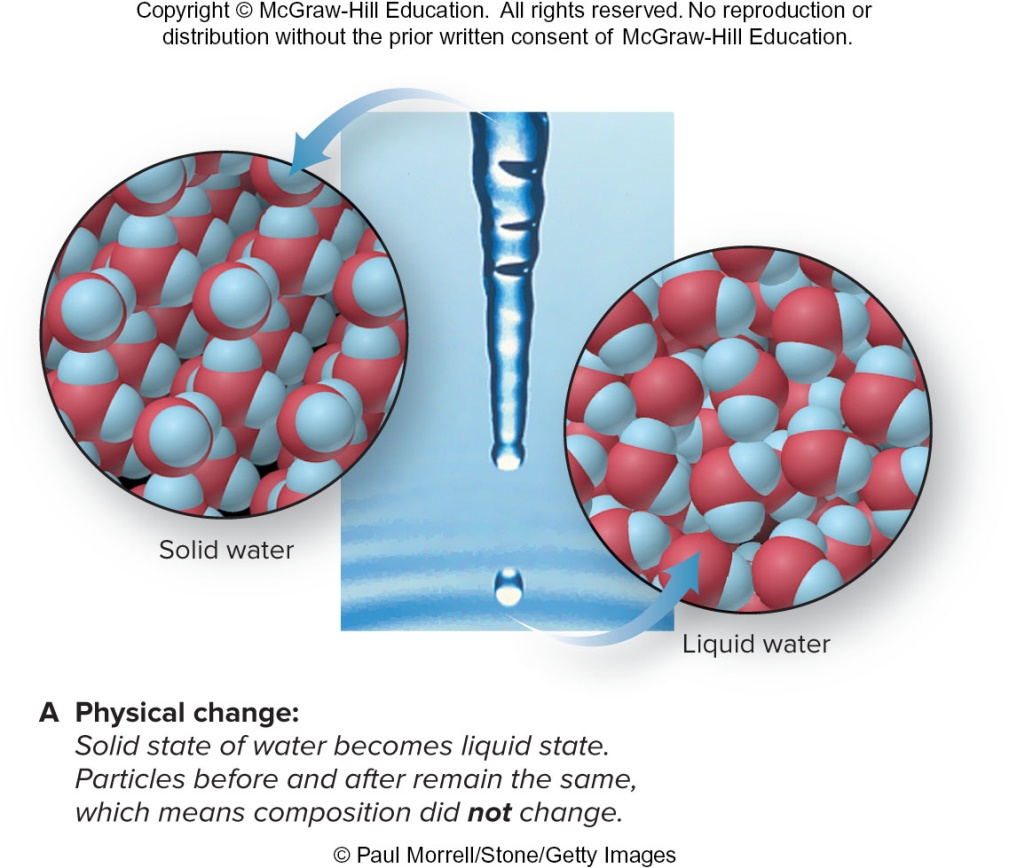 Copyright © McGraw-Hill Education. All rights reserved. No reproduction or
distribution without the prior written consent of McGraw-Hill Education.
Solid water
Liquid water
A Physical change:
Solid state of water becomes liquid state.
Particles before and after remain the same,
which means composition did not change.
© Paul Morrell/Stone/Getty Images